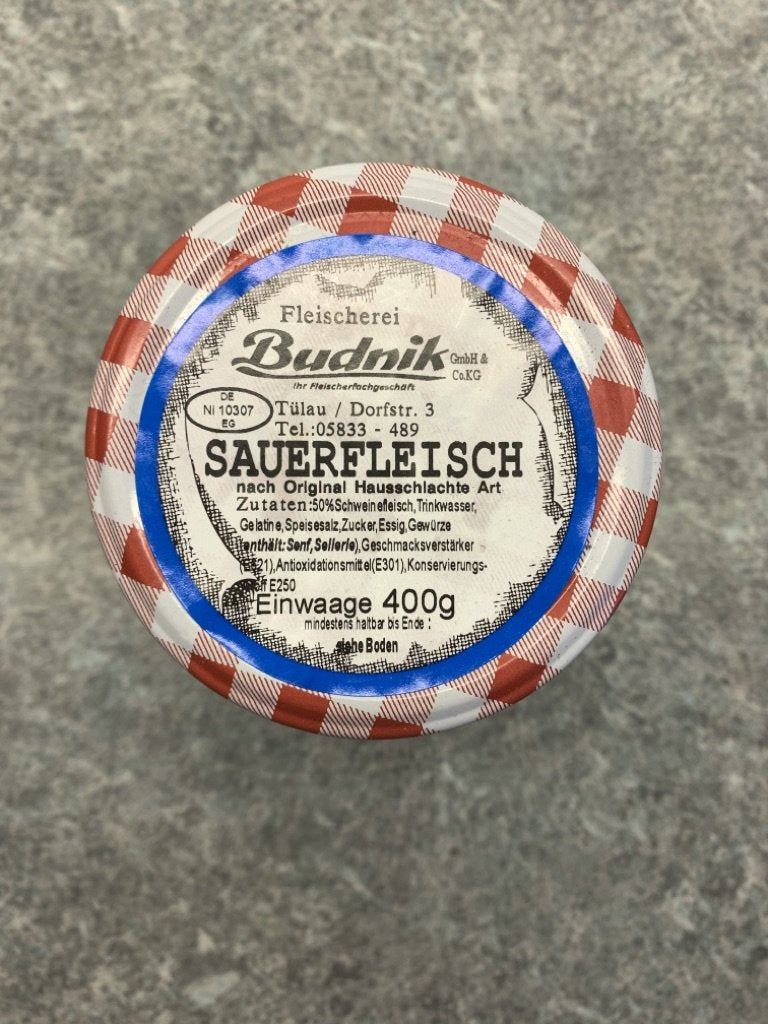 Fleischerei
Budnik GmbH & Co.KG
Ihr Fleischerfachgeschäft
DE
NI 10307
EG
Tülau / Dorfstr. 3
Tel.:05833 - 489
SAUERFLEISCH
nach Original Hausschlachte Art
Zutaten:50%Schweinefleisch,Trinkwasser,
Gelatine,Speisesalz,Zucker,Essig,Gewürze
(enthält:Senf,Sellerie),Geschmacksverstärker
(E621),Antioxidationsmittel(E301),Konservierungs-
E250
Einwaage 400g
mindestens haltbar bis Ende :
siehe Boden